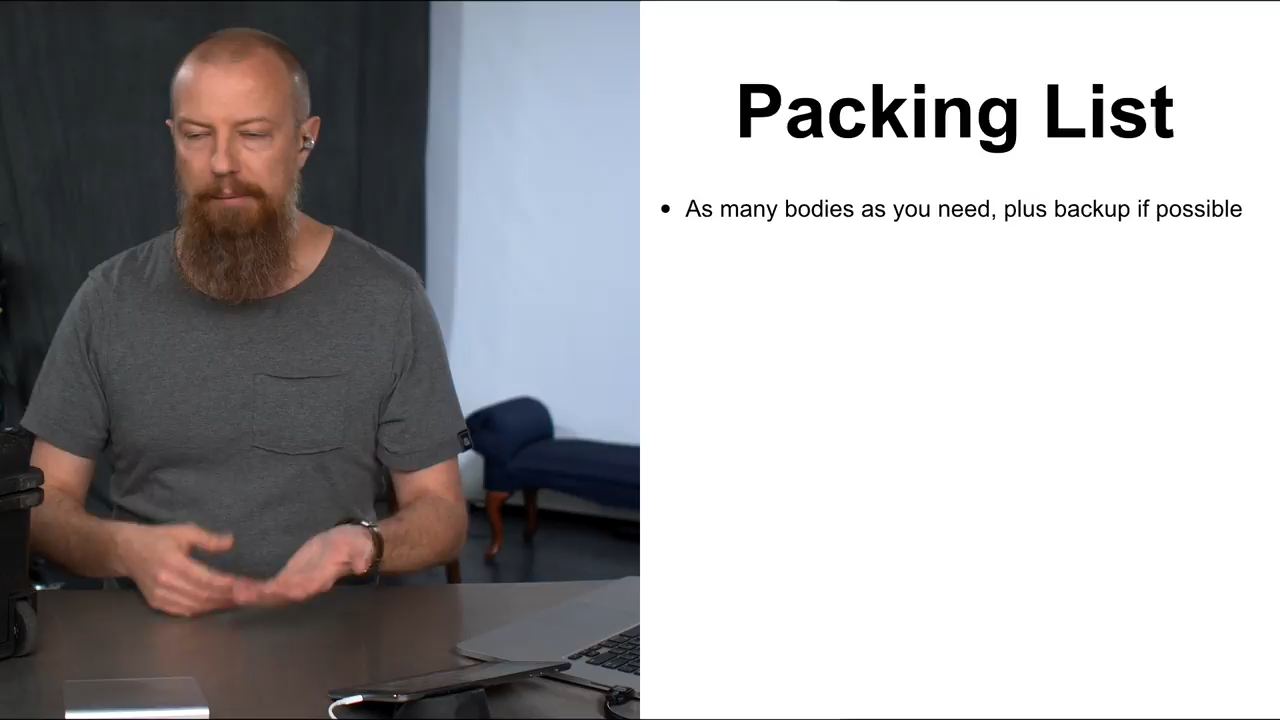 Packing List
• As many bodies as you need, plus backup if possible